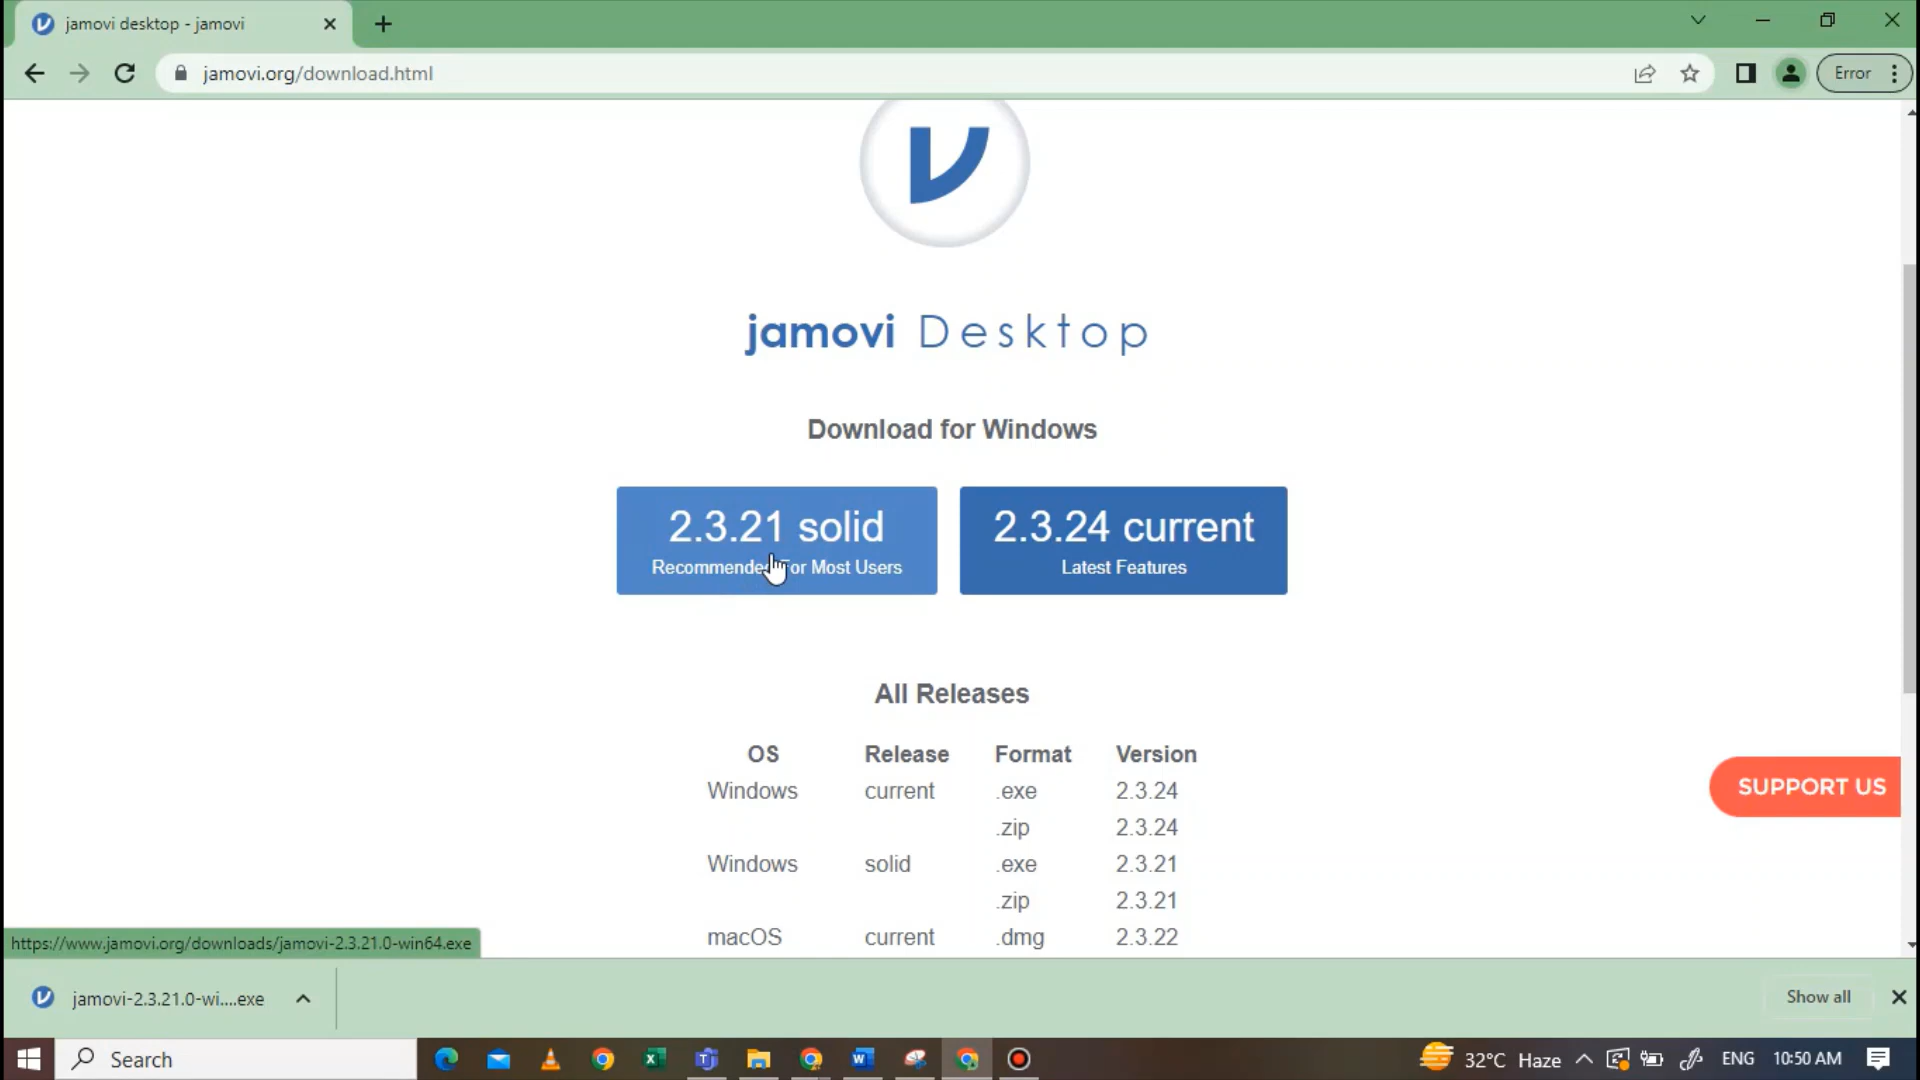 jamovi desktop - jamovi
jamovi.org/download.html
Error
jamovi Desktop
Download for Windows
2.3.21 solid
Recommended For Most Users
2.3.24 current
Latest Features
All Releases
OS Release Format Version
Windows current .exe 2.3.24
.zip 2.3.24
Windows solid .exe 2.3.21
.zip 2.3.21
macOS current .dmg 2.3.22
SUPPORT US
https://www.jamovi.org/downloads/jamovi-2.3.21.0-win64.exe
jamovi-2.3.21.0-wi....exe
Show all
Search
32°C Haze
ENG
10:50 AM